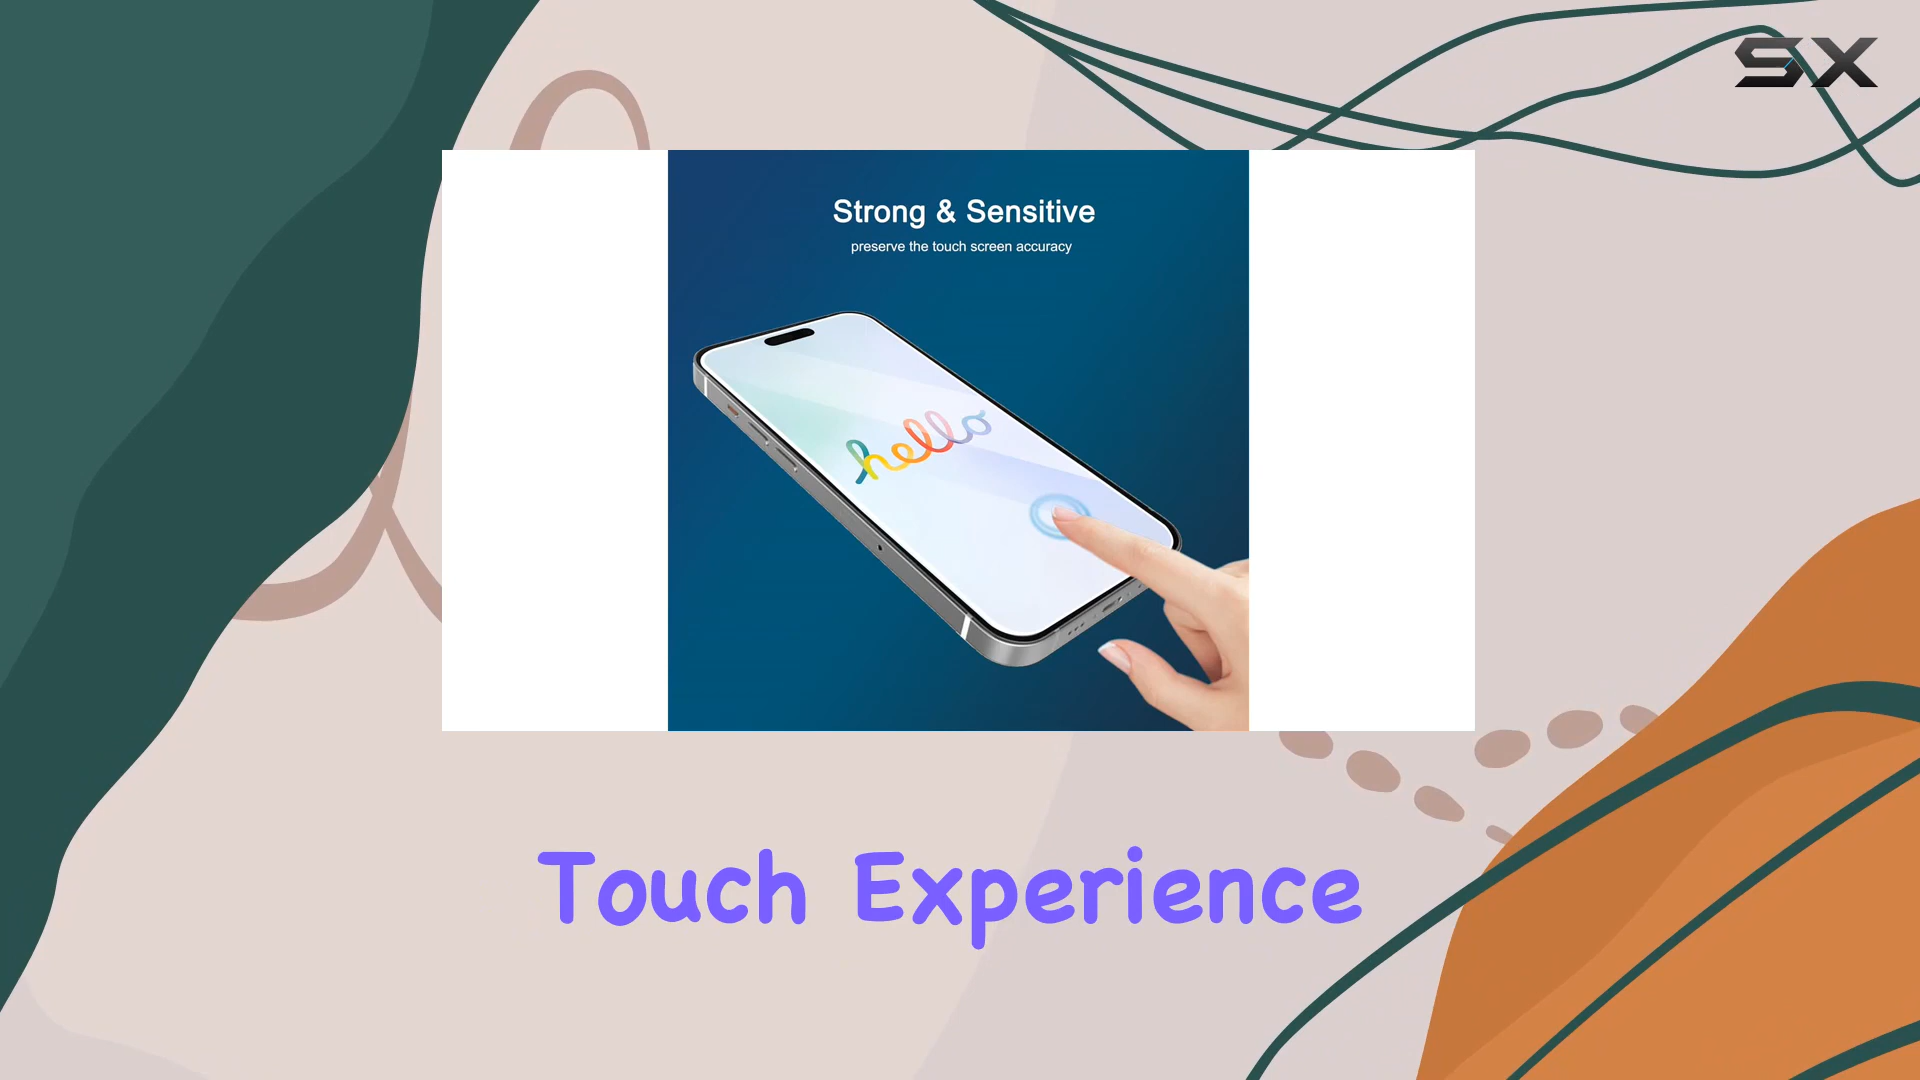 SX
Strong & Sensitive
preserve the touch screen accuracy
hello
Touch Experience